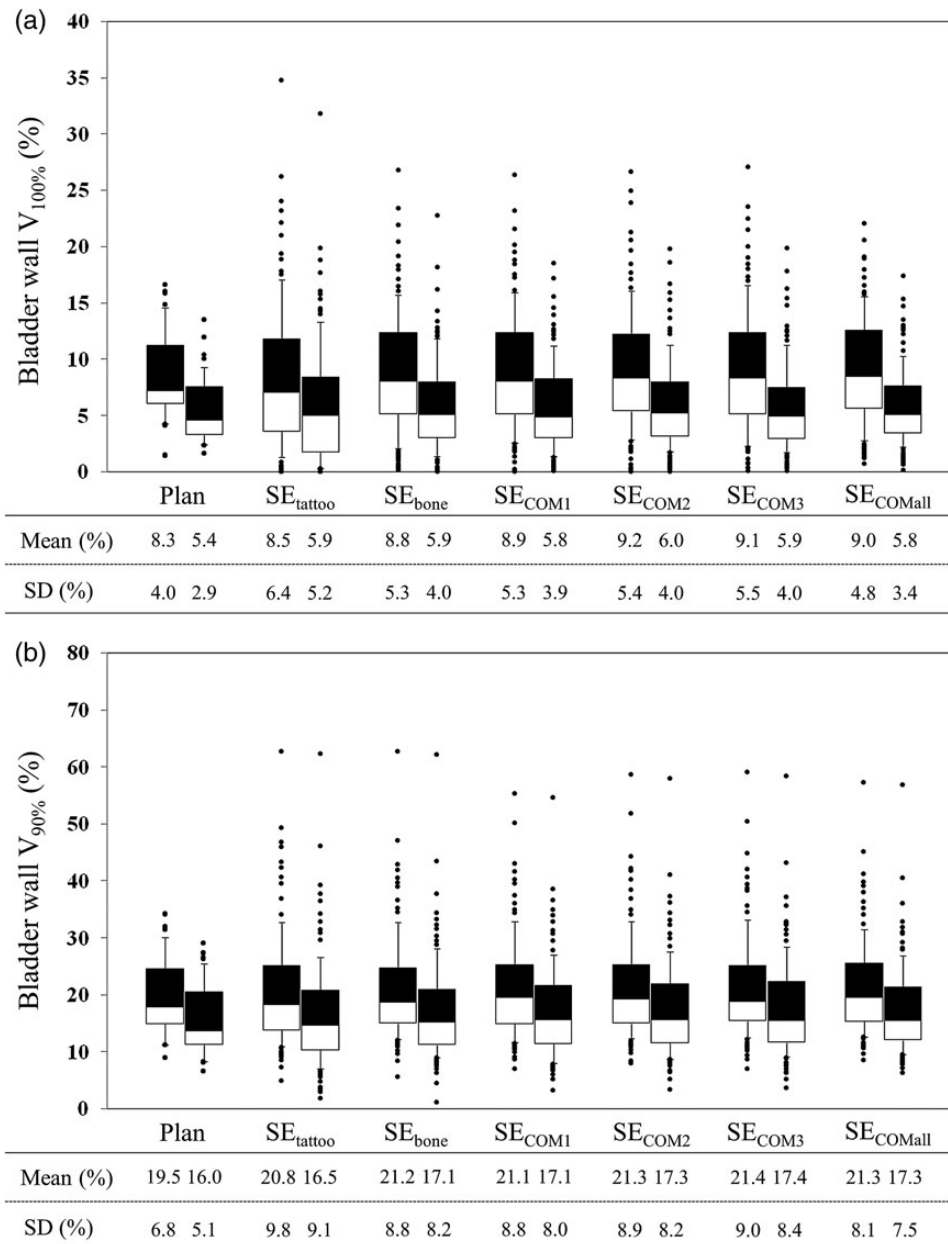 (a)
40
35
30
25
20
15
10
5
0
Bladder wall V100% (%)
Plan SEtattoo SEbone SECOM1 SECOM2 SECOM3 SECOMall
Mean (%) 8.3 5.4 8.5 5.9 8.8 5.9 8.9 5.8 9.2 6.0 9.1 5.9 9.0 5.8
SD (%) 4.0 2.9 6.4 5.2 5.3 4.0 5.3 3.9 5.4 4.0 5.5 4.0 4.8 3.4
(b)
80
70
60
50
40
30
20
10
0
Bladder wall V90% (%)
Plan SEtattoo SEbone SECOM1 SECOM2 SECOM3 SECOMall
Mean (%) 19.5 16.0 20.8 16.5 21.2 17.1 21.1 17.1 21.3 17.3 21.4 17.4 21.3 17.3
SD (%) 6.8 5.1 9.8 9.1 8.8 8.2 8.8 8.0 8.9 8.2 9.0 8.4 8.1 7.5